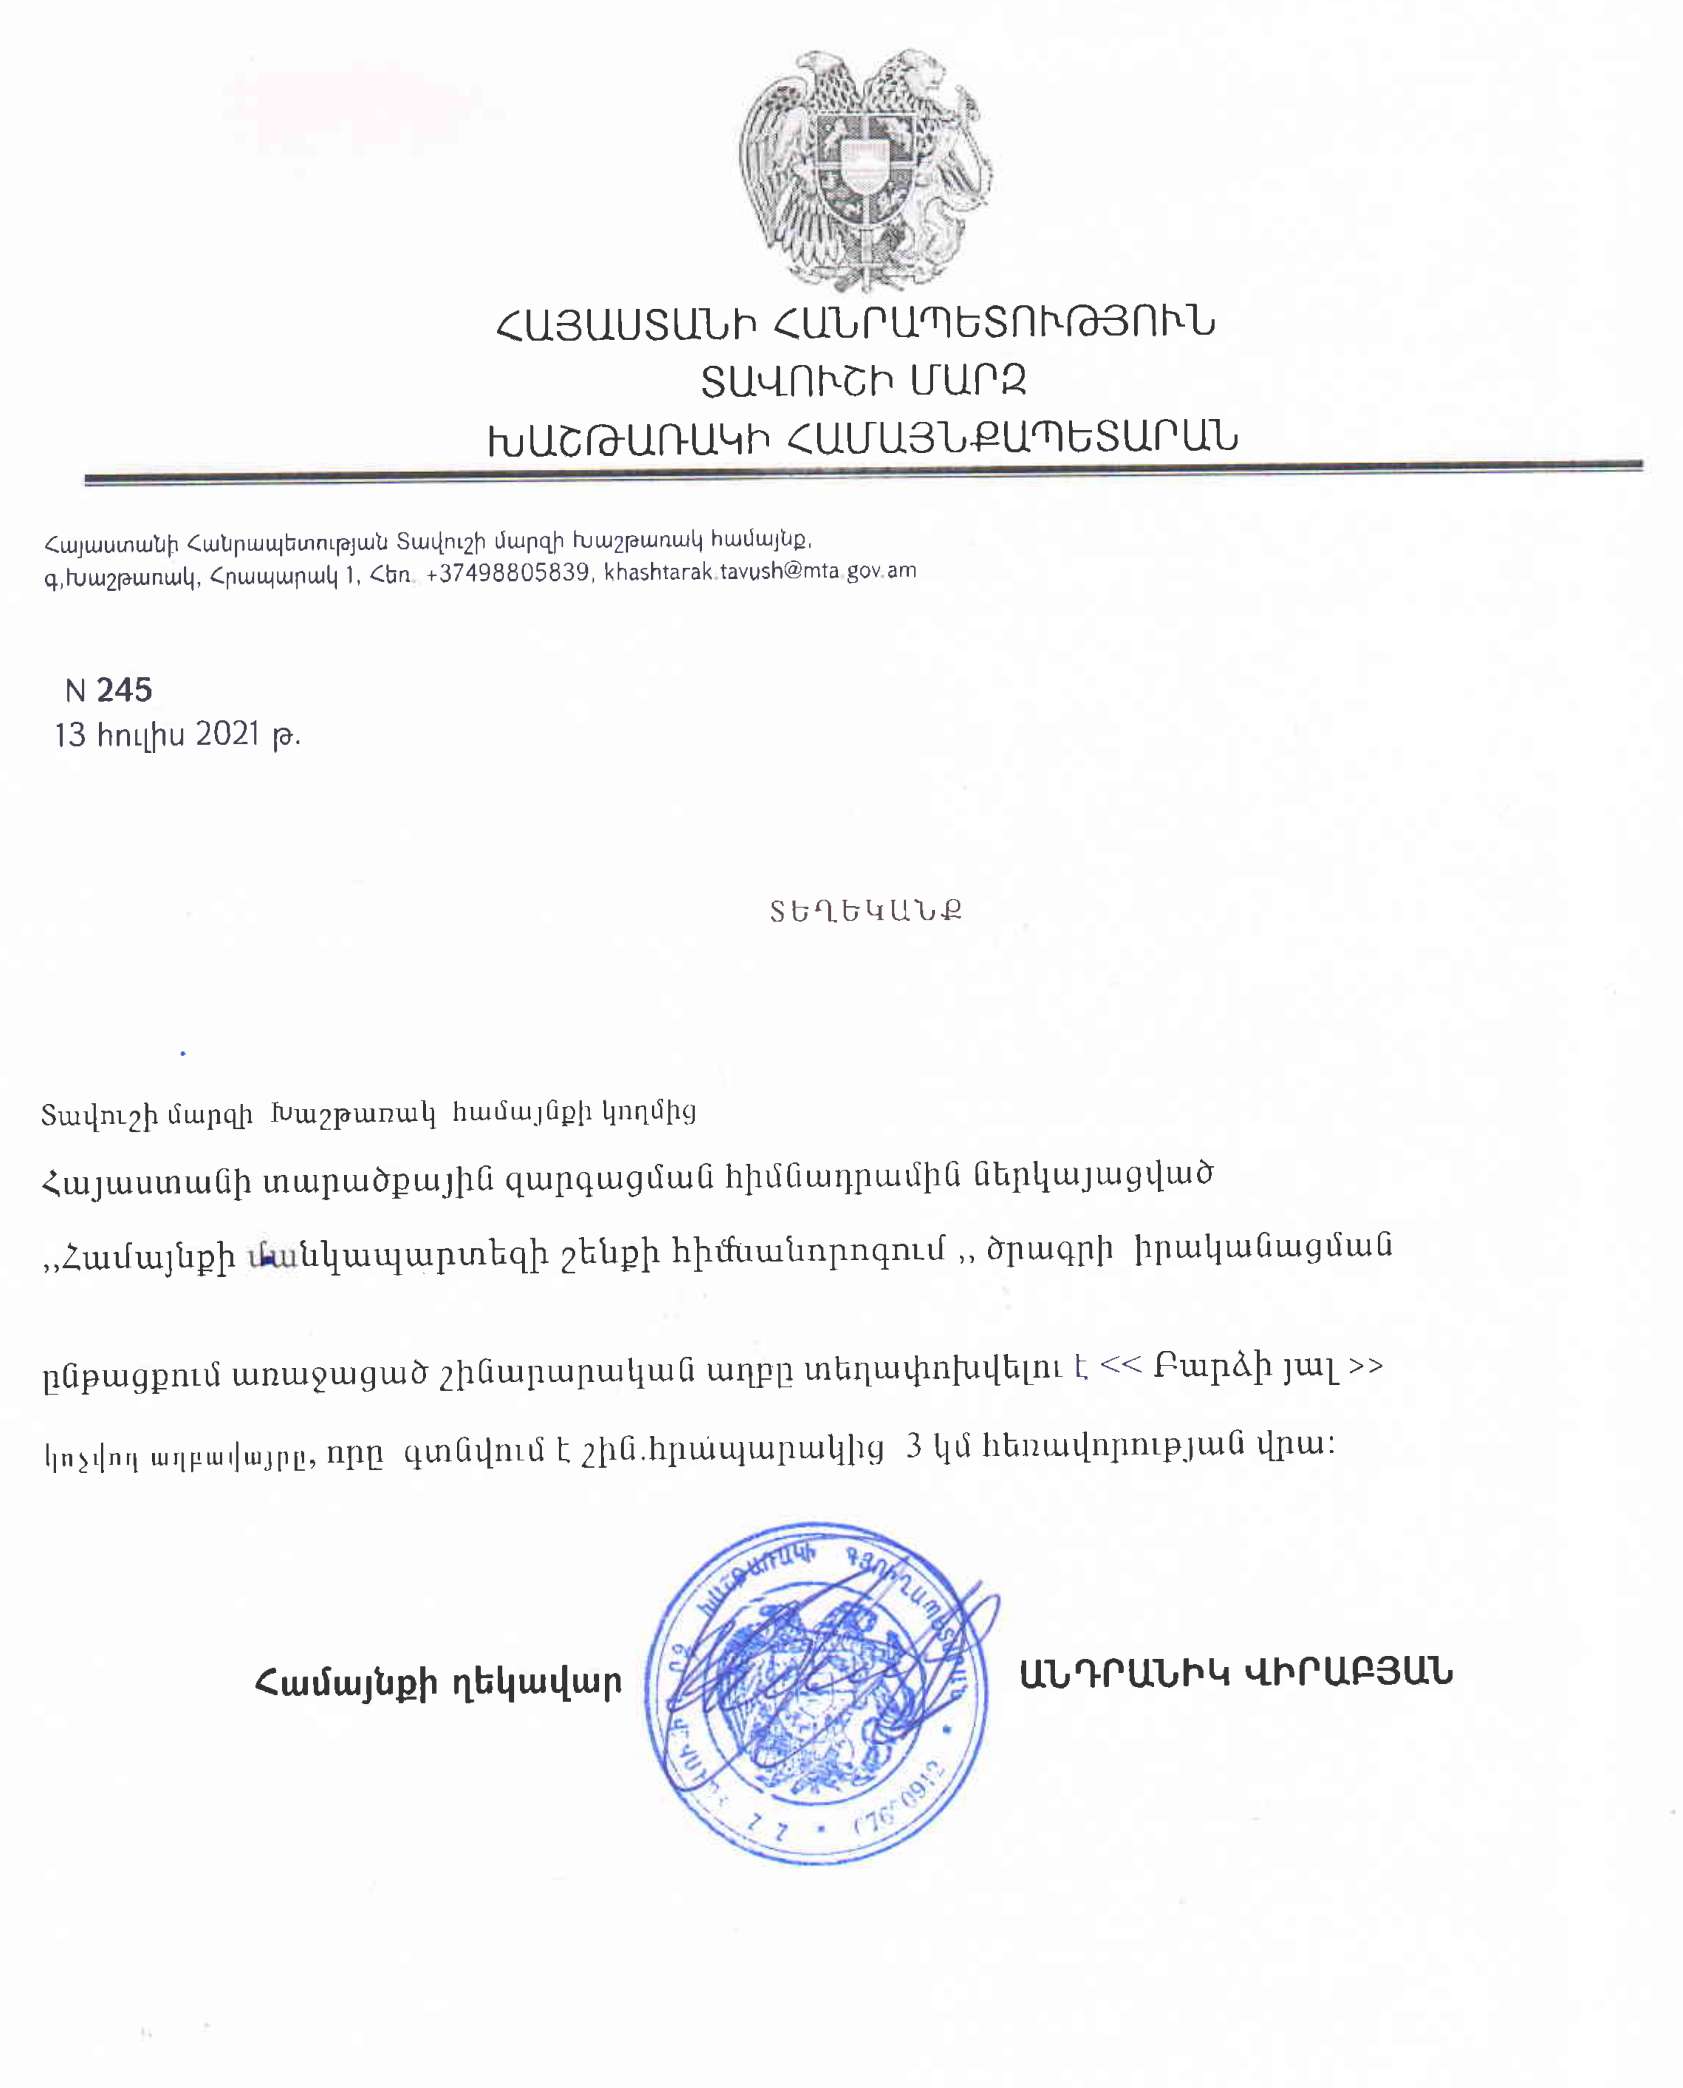 ՀԱՅԱՍՏԱՆԻ ՀԱՆՐԱՊԵՏՈՒԹՅՈՒՆ
ՏԱՎՈՒՇԻ ՄԱՐԶ
ԽԱՇԹԱՌԱԿԻ ՀԱՄԱՅՆՔԱՊԵՏԱՐԱՆ
Հայաստանի Հանրապետության Տավուշի մարզի Խաշթառակ համայնք,
գ,Խաշթառակ, Հրապարակ 1, Հեռ. +37498805839, khashtarak.tavush@mta.gov.am
N 245
13 հուլիս 2021 թ.
ՏԵՂԵԿԱՆՔ
Տավուշի մարզի Խաշթառակ համայնքի կողմից
Հայաստանի տարածքային զարգացման հիմնադրամին ներկայացված
,,Համայնքի մանկապարտեզի շենքի հիմնանորոգում ,, ծրագրի իրականացման
ընթացքում առաջացած շինարարական աղբը տեղափոխվելու է << Բարձի յալ >>
կոչվող աղբավայրը, որը գտնվում է շին.հրապարակից 3 կմ հեռավորության վրա:
Համայնքի ղեկավար
ԱՆԴՐԱՆԻԿ ՎԻՐԱԲՅԱՆ
ԽԱՇԹԱՌԱԿԻ ԳՅՈՒՂԱՊԵՏԱՐԱՆ